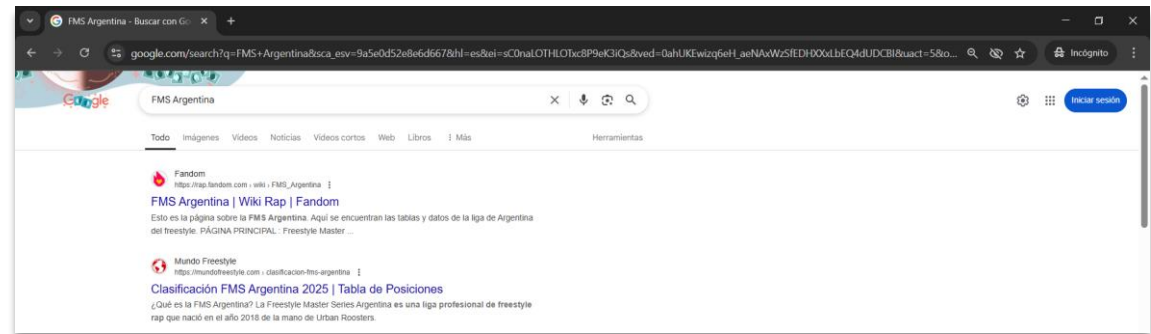 FMS Argentina - Buscar con Go
google.com/search?q=FMS+Argentina&sca_esv=9a5e0d52e8e6d667&hl=es&ei=sC0naLOTHLOTxc8P9eK3iQs&ved=0ahUKEwizq6eH_aeNAxWzSfEDHXXxLbEQ4dUDCBI&uact=5&o...
Incógnito
Google
FMS Argentina
Iniciar sesión
Todo Imágenes Vídeos Noticias Vídeos cortos Web Libros Más Herramientas
Fandom
https://rap.fandom.com › wiki › FMS_Argentina
FMS Argentina | Wiki Rap | Fandom
Esto es la página sobre la FMS Argentina. Aquí se encuentran las tablas y datos de la liga de Argentina
del freestyle. PÁGINA PRINCIPAL : Freestyle Master ...
Mundo Freestyle
https://mundofreestyle.com › clasificacion-fms-argentina
Clasificación FMS Argentina 2025 | Tabla de Posiciones
¿Qué es la FMS Argentina? La Freestyle Master Series Argentina es una liga profesional de freestyle
rap que nació en el año 2018 de la mano de Urban Roosters.